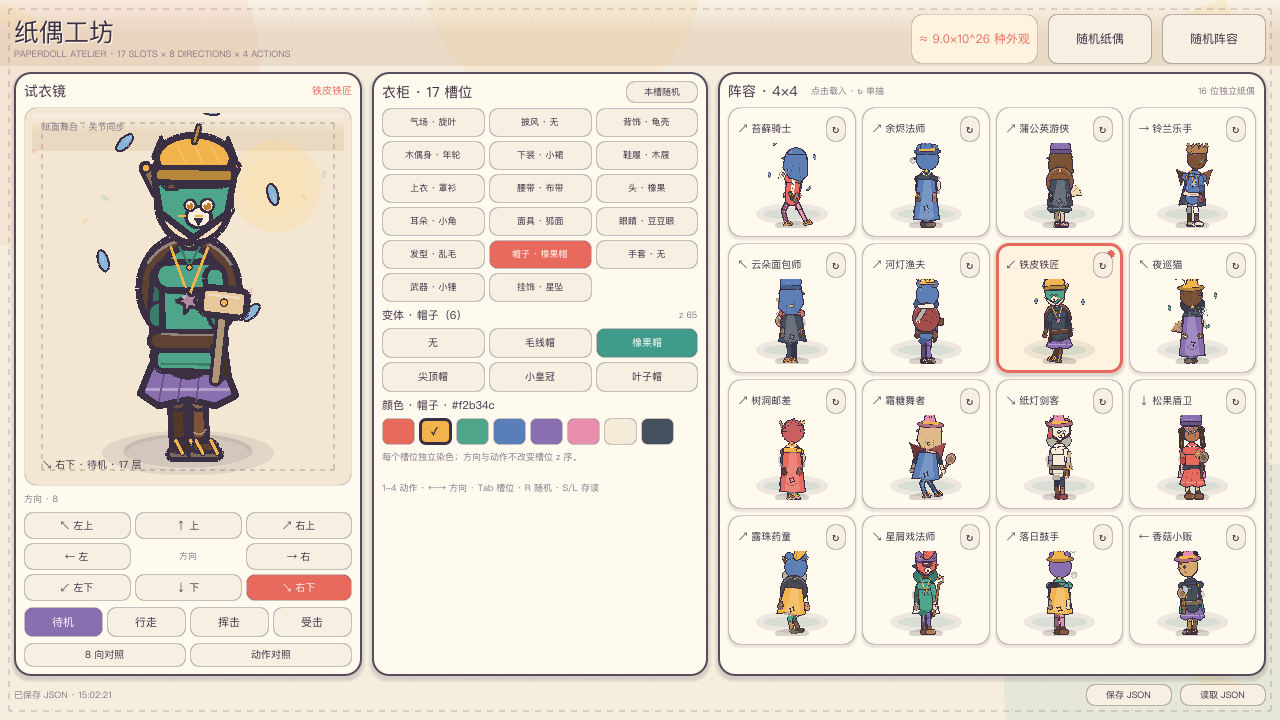 纸偶工坊
PAPERDOLL ATELIER · 17 SLOTS × 8 DIRECTIONS × 4 ACTIONS
≈ 9.0×10^26 种外观
随机纸偶
随机阵容
试衣镜
铁皮铁匠
纸面舞台 · 关节同步
↘ 右下 · 待机 · 17 层
方向 · 8
↖ 左上
↑ 上
↗ 右上
← 左
方向
→ 右
↙ 左下
↓ 下
↘ 右下
待机
行走
挥击
受击
8 向对照
动作对照
衣柜 · 17 槽位
本槽随机
气场 · 旋叶
披风 · 无
背饰 · 龟壳
木偶身 · 年轮
下装 · 小裙
鞋履 · 木屐
上衣 · 罩衫
腰带 · 布带
头 · 橡果
耳朵 · 小角
面具 · 狐面
眼睛 · 豆豆眼
发型 · 乱毛
帽子 · 橡果帽
手套 · 无
武器 · 小锤
挂饰 · 星坠
变体 · 帽子 (6)
z 65
无
毛线帽
橡果帽
尖顶帽
小皇冠
叶子帽
颜色 · 帽子 · #f2b34c
✓
每个槽位独立染色；方向与动作不改变槽位 z 序。
1–4 动作 · ←→ 方向 · Tab 槽位 · R 随机 · S/L 存读
阵容 · 4×4
点击载入 · ↻ 单抽
16 位独立纸偶
↗ 苔藓骑士 ↻
↗ 余烬法师 ↻
↗ 蒲公英游侠 ↻
→ 铃兰乐手 ↻
↖ 云朵面包师 ↻
↗ 河灯渔夫 ↻
↙ 铁皮铁匠 ↻
↖ 夜巡猫 ↻
↗ 树洞邮差 ↻
↗ 霜糖舞者 ↻
↘ 纸灯剑客 ↻
↓ 松果盾卫 ↻
↗ 露珠药童 ↻
↘ 星屑戏法师 ↻
↗ 落日鼓手 ↻
← 香菇小贩 ↻
已保存 JSON · 15:02:21
保存 JSON
读取 JSON